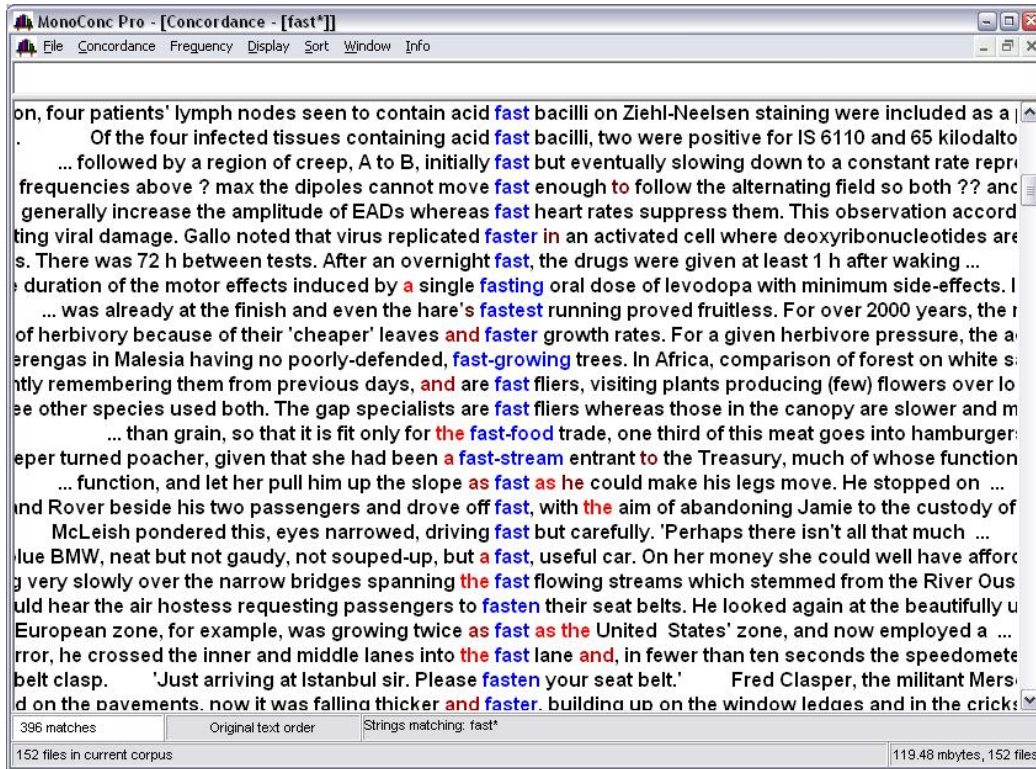 MonoConc Pro - [Concordance - [fast*]]
File Concordance Frequency Display Sort Window Info
on, four patients' lymph nodes seen to contain acid fast bacilli on Ziehl-Neelsen staining were included as a
. Of the four infected tissues containing acid fast bacilli, two were positive for IS 6110 and 65 kilodalto
... followed by a region of creep, A to B, initially fast but eventually slowing down to a constant rate repre
frequencies above ? max the dipoles cannot move fast enough to follow the alternating field so both ?? and
generally increase the amplitude of EADs whereas fast heart rates suppress them. This observation accord
ting viral damage. Gallo noted that virus replicated faster in an activated cell where deoxyribonucleotides are
s. There was 72 h between tests. After an overnight fast, the drugs were given at least 1 h after waking ...
duration of the motor effects induced by a single fasting oral dose of levodopa with minimum side-effects. I
... was already at the finish and even the hare's fastest running proved fruitless. For over 2000 years, the
of herbivory because of their 'cheaper' leaves and faster growth rates. For a given herbivore pressure, the a
erengas in Malesia having no poorly-defended, fast-growing trees. In Africa, comparison of forest on white s
ntly remembering them from previous days, and are fast fliers, visiting plants producing (few) flowers over lo
ee other species used both. The gap specialists are fast fliers whereas those in the canopy are slower and m
... than grain, so that it is fit only for the fast-food trade, one third of this meat goes into hamburger
eper turned poacher, given that she had been a fast-stream entrant to the Treasury, much of whose function
... function, and let her pull him up the slope as fast as he could make his legs move. He stopped on ...
and Rover beside his two passengers and drove off fast, with the aim of abandoning Jamie to the custody of
McLeish pondered this, eyes narrowed, driving fast but carefully. 'Perhaps there isn't all that much ...
lue BMW, neat but not gaudy, not souped-up, but a fast, useful car. On her money she could well have afford
g very slowly over the narrow bridges spanning the fast flowing streams which stemmed from the River Ous
uld hear the air hostess requesting passengers to fasten their seat belts. He looked again at the beautifully u
European zone, for example, was growing twice as fast as the United States' zone, and now employed a ...
rror, he crossed the inner and middle lanes into the fast lane and, in fewer than ten seconds the speedomete
belt clasp. 'Just arriving at Istanbul sir. Please fasten your seat belt.' Fred Clasper, the militant Mers
d on the pavements, now it was falling thicker and faster, building up on the window ledges and in the cricks
396 matches Original text order Strings matching: fast*
152 files in current corpus 119.48 mbytes, 152 files